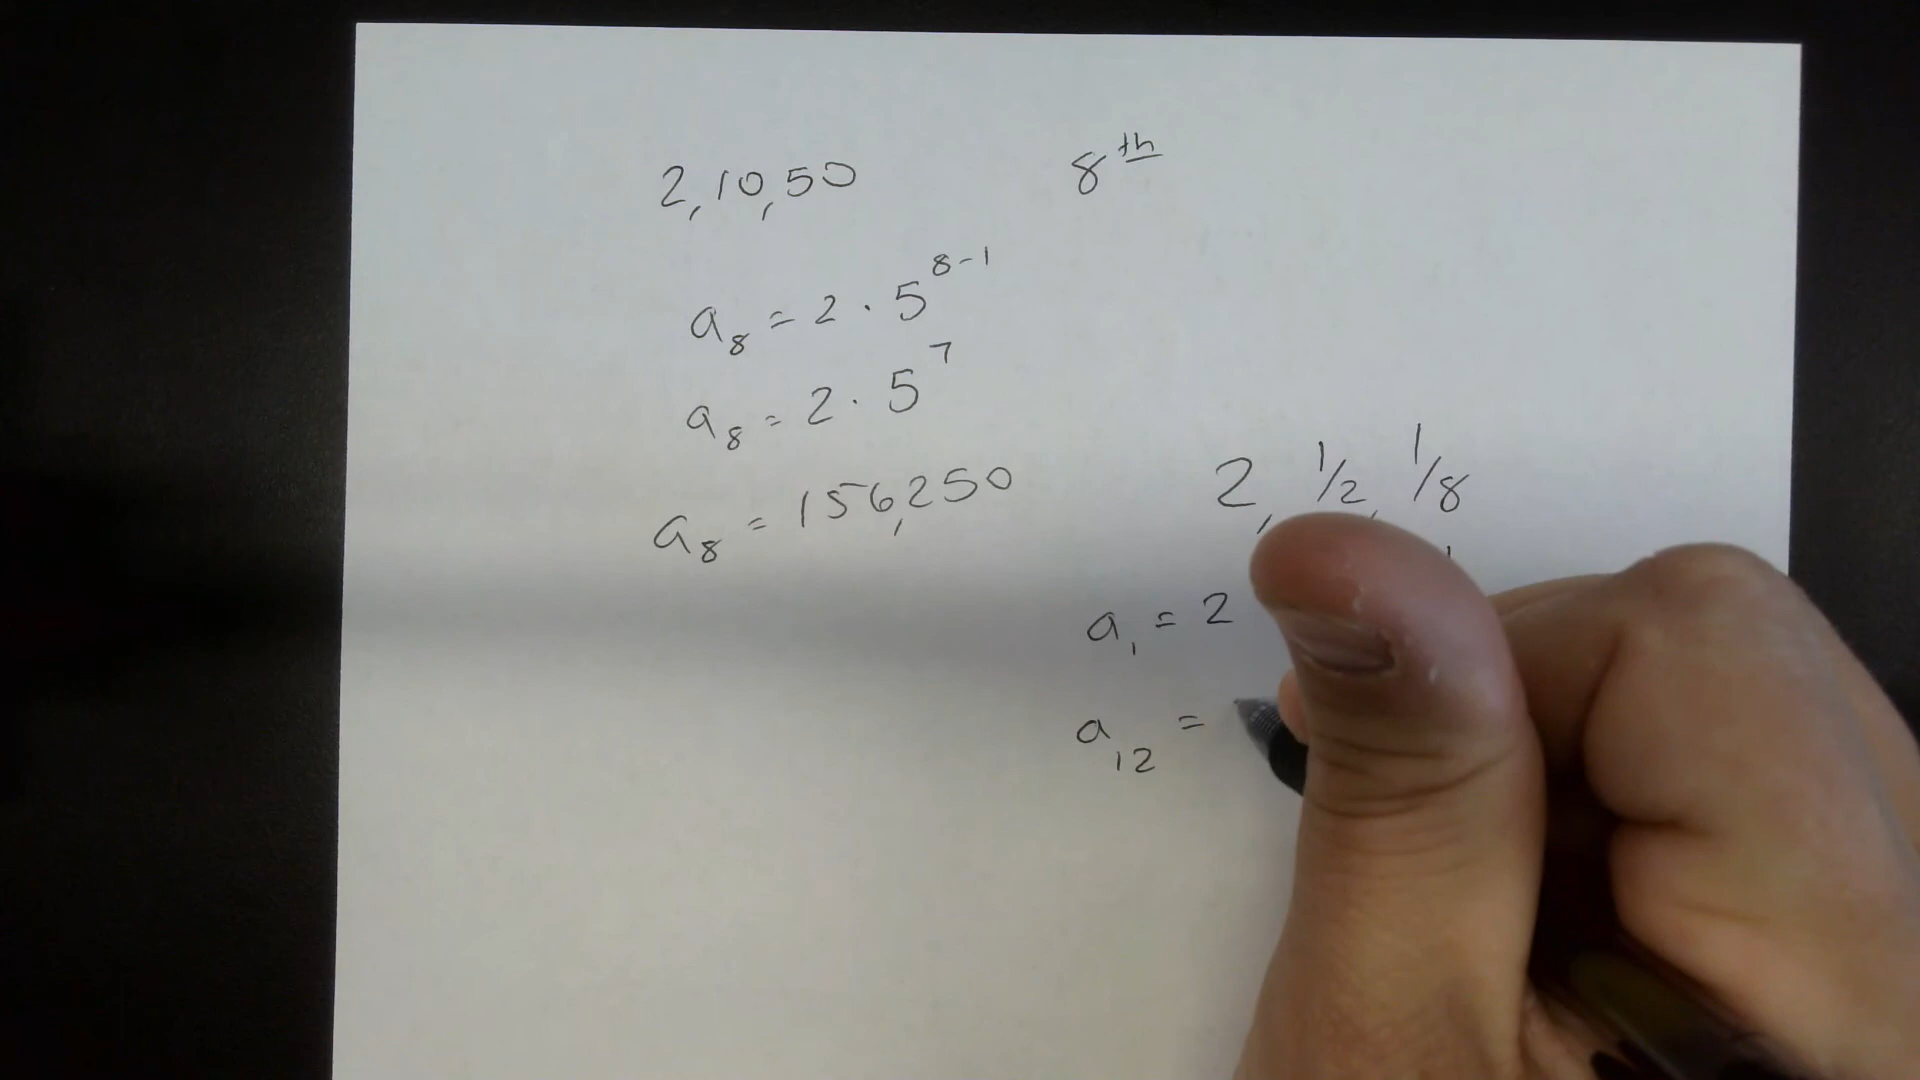 2, 10, 50 8th
a8 = 2 · 5^8-1
a8 = 2 · 5^7
a8 = 156,250
2, 1/2, 1/8
a1 = 2
a12 =